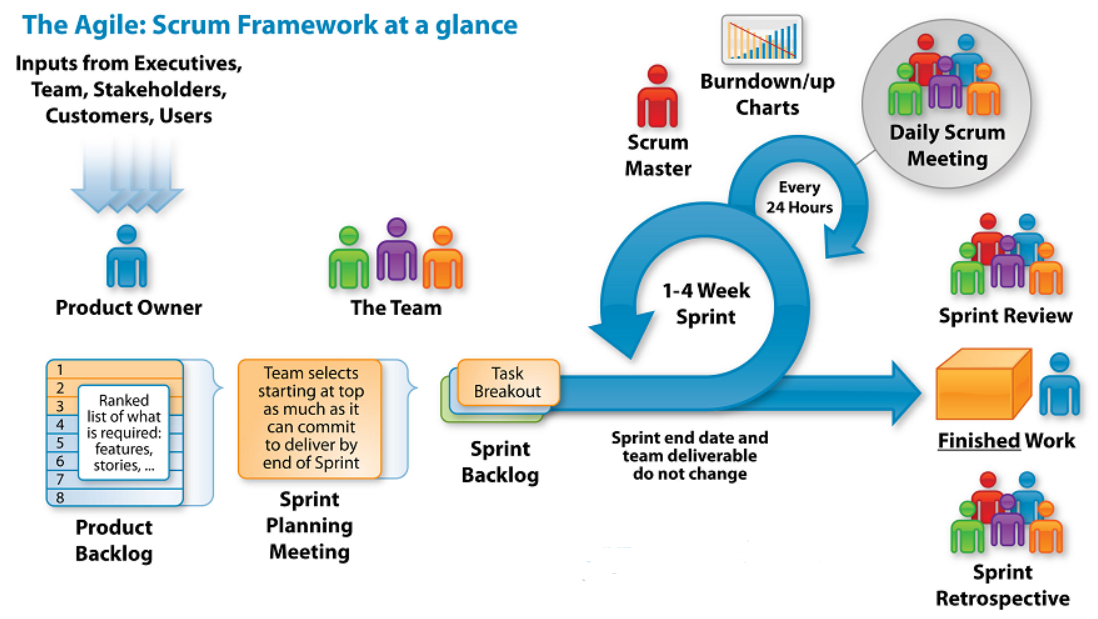 The Agile: Scrum Framework at a glance
Inputs from Executives,
Team, Stakeholders,
Customers, Users
Product Owner
The Team
1
2
3
4
5
6
7
8
Ranked
list of what
is required:
features,
stories, ...
Product
Backlog
Team selects
starting at top
as much as it
can commit
to deliver by
end of Sprint
Sprint
Planning
Meeting
Task
Breakout
Sprint
Backlog
Scrum
Master
Burndown/up
Charts
Every
24 Hours
Daily Scrum
Meeting
1-4 Week
Sprint
Sprint end date and
team deliverable
do not change
Sprint Review
Finished Work
Sprint
Retrospective